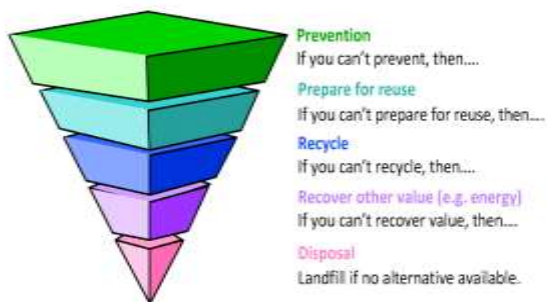 Prevention
If you can't prevent, then....
Prepare for reuse
If you can't prepare for reuse, then....
Recycle
If you can't recycle, then....
Recover other value (e.g. energy)
If you can't recover value, then....
Disposal
Landfill if no alternative available.